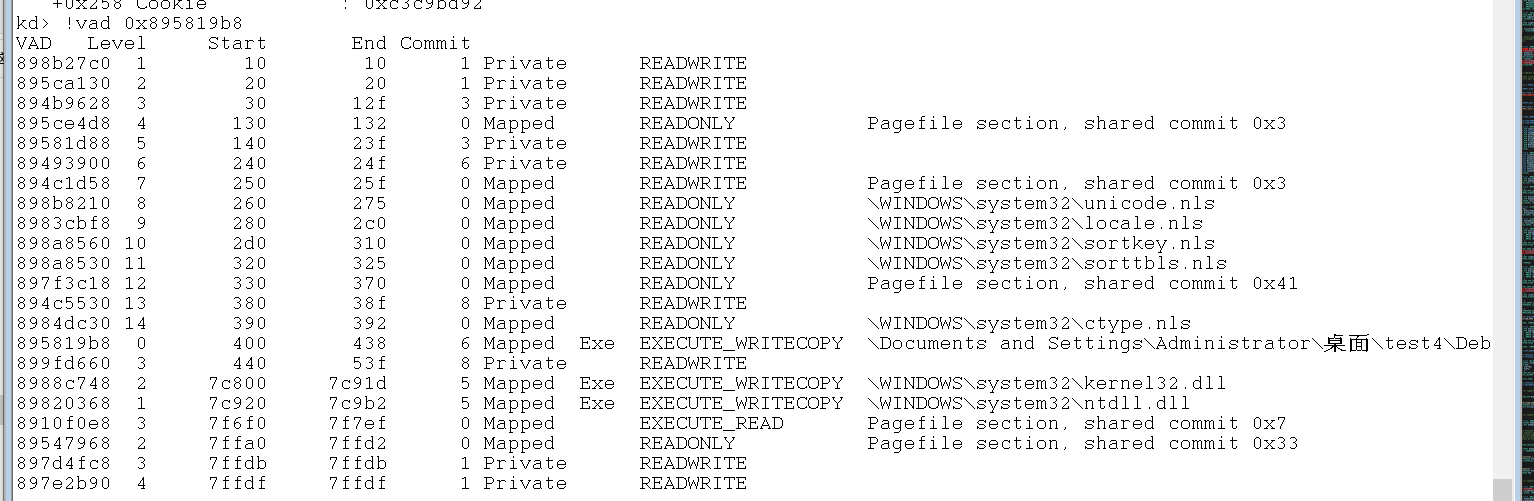 +0x258 Cookie           : 0xc3c9bd92
kd> !vad 0x895819b8
VAD   Level     Start       End Commit
898b27c0  1        10        10      1 Private      READWRITE
895ca130  2        20        20      1 Private      READWRITE
894b9628  3        30       12f      3 Private      READWRITE
895ce4d8  4       130       132      0 Mapped       READONLY           Pagefile section, shared commit 0x3
89581d88  5       140       23f      3 Private      READWRITE
89493900  6       240       24f      6 Private      READWRITE
894c1d58  7       250       25f      0 Mapped       READWRITE          Pagefile section, shared commit 0x3
898b8210  8       260       275      0 Mapped       READONLY           \WINDOWS\system32\unicode.nls
8983cbf8  9       280       2c0      0 Mapped       READONLY           \WINDOWS\system32\locale.nls
898a8560 10       2d0       310      0 Mapped       READONLY           \WINDOWS\system32\sortkey.nls
898a8530 11       320       325      0 Mapped       READONLY           \WINDOWS\system32\sorttbls.nls
897f3c18 12       330       370      0 Mapped       READONLY           Pagefile section, shared commit 0x41
894c5530 13       380       38f      8 Private      READWRITE
8984dc30 14       390       392      0 Mapped       READONLY           \WINDOWS\system32\ctype.nls
895819b8  0       400       438      6 Mapped  Exe  EXECUTE_WRITECOPY  \Documents and Settings\Administrator\桌面\test4\Deb
899fd660  3       440       53f      8 Private      READWRITE
8988c748  2     7c800     7c91d      5 Mapped  Exe  EXECUTE_WRITECOPY  \WINDOWS\system32\kernel32.dll
89820368  1     7c920     7c9b2      5 Mapped  Exe  EXECUTE_WRITECOPY  \WINDOWS\system32\ntdll.dll
8910f0e8  3     7f6f0     7f7ef      0 Mapped       EXECUTE_READ       Pagefile section, shared commit 0x7
89547968  2     7ffa0     7ffd2      0 Mapped       READONLY           Pagefile section, shared commit 0x33
897d4fc8  3     7ffdb     7ffdb      1 Private      READWRITE
897e2b90  4     7ffdf     7ffdf      1 Private      READWRITE